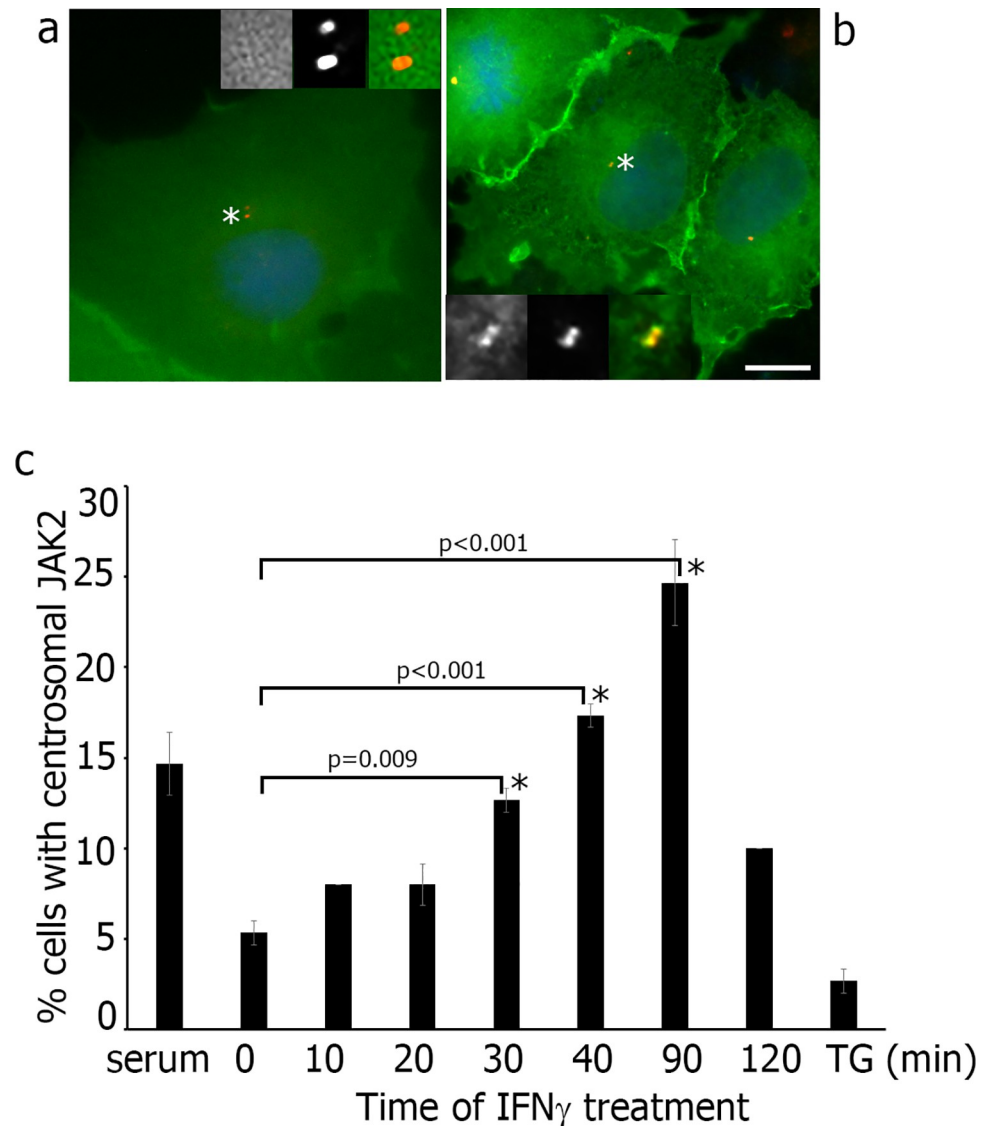 a
b
*
*
c
% cells with centrosomal JAK2
30
25
20
15
10
5
0
p<0.001
*
p<0.001
*
p=0.009
*
serum 0 10 20 30 40 90 120 TG (min)
Time of IFNγ treatment